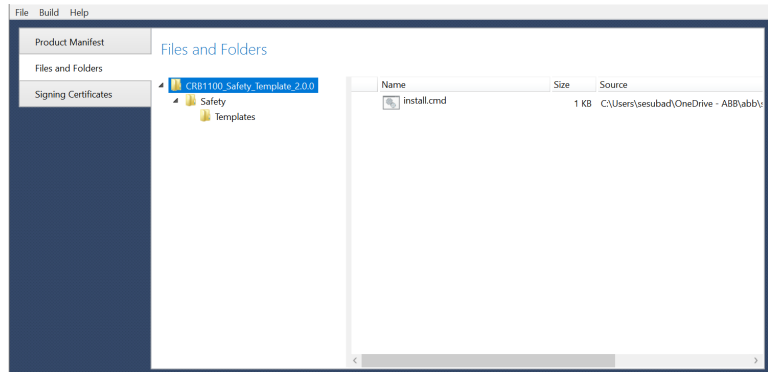 File Build Help
Product Manifest
Files and Folders
Signing Certificates
Files and Folders
CRB1100_Safety_Template_2.0.0
Safety
Templates
Name Size Source
install.cmd 1 KB C:\Users\sesubad\OneDrive - ABB\abb\s